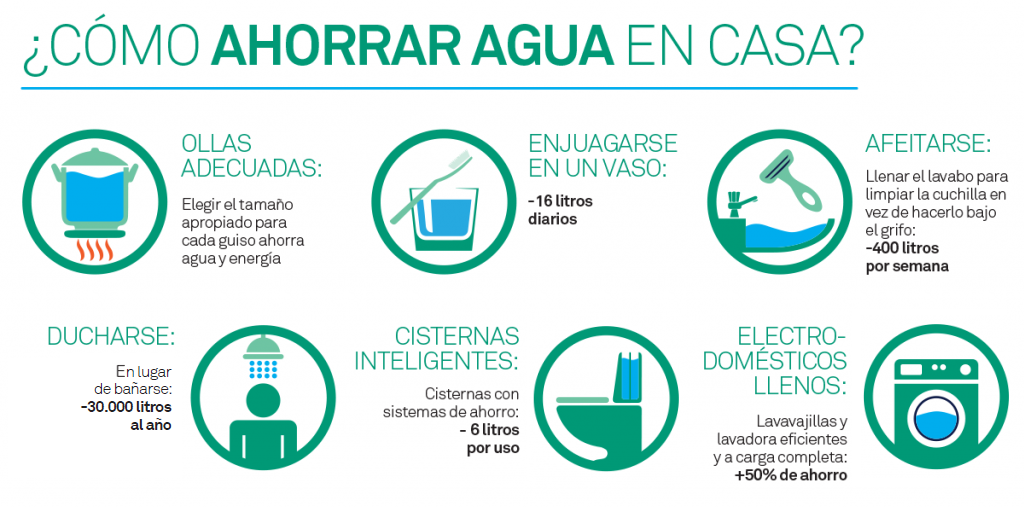 ¿CÓMO AHORRAR AGUA EN CASA?
OLLAS
ADECUADAS:
Elegir el tamaño
apropiado para
cada guiso ahorra
agua y energía
ENJUAGARSE
EN UN VASO:
-16 litros
diarios
AFEITARSE:
Llenar el lavabo para
limpiar la cuchilla en
vez de hacerlo bajo
el grifo:
-400 litros
por semana
DUCHARSE:
En lugar
de bañarse:
-30.000 litros
al año
CISTERNAS
INTELIGENTES:
Cisternas con
sistemas de ahorro:
- 6 litros
por uso
ELECTRO-
DOMÉSTICOS
LLENOS:
Lavavajillas y
lavadora eficientes
y a carga completa:
+50% de ahorro